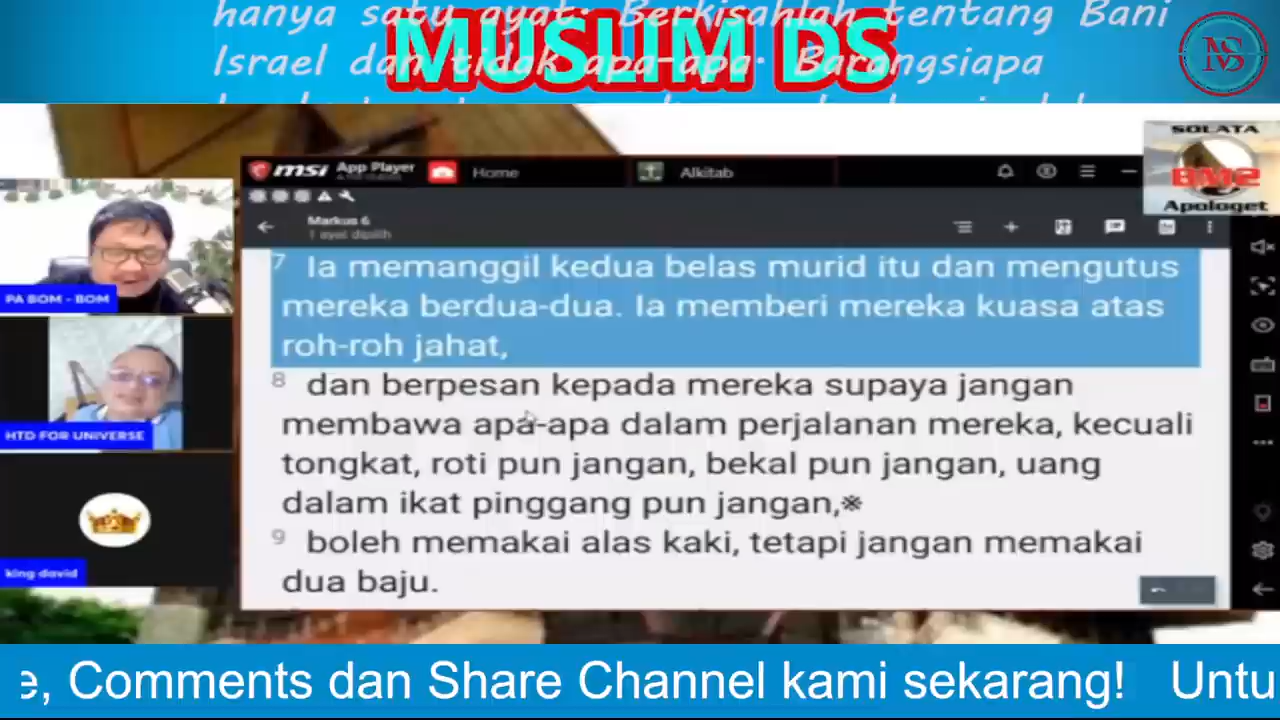 hanya satu ayat. Berkisahlah tentang Bani
MUSLIM DS
Israel dan tidak apa-apa. Barangsiapa
MS
SOLATA
BM2
Apologet
msi App Player
Home
Alkitab
Markus 6
1 ayat dipilih
7 Ia memanggil kedua belas murid itu dan mengutus
mereka berdua-dua. Ia memberi mereka kuasa atas
roh-roh jahat,
8 dan berpesan kepada mereka supaya jangan
membawa apa-apa dalam perjalanan mereka, kecuali
tongkat, roti pun jangan, bekal pun jangan, uang
dalam ikat pinggang pun jangan,※
9 boleh memakai alas kaki, tetapi jangan memakai
dua baju.
PA BOM - BOM
HTD FOR UNIVERSE
king david
e, Comments dan Share Channel kami sekarang! Untu